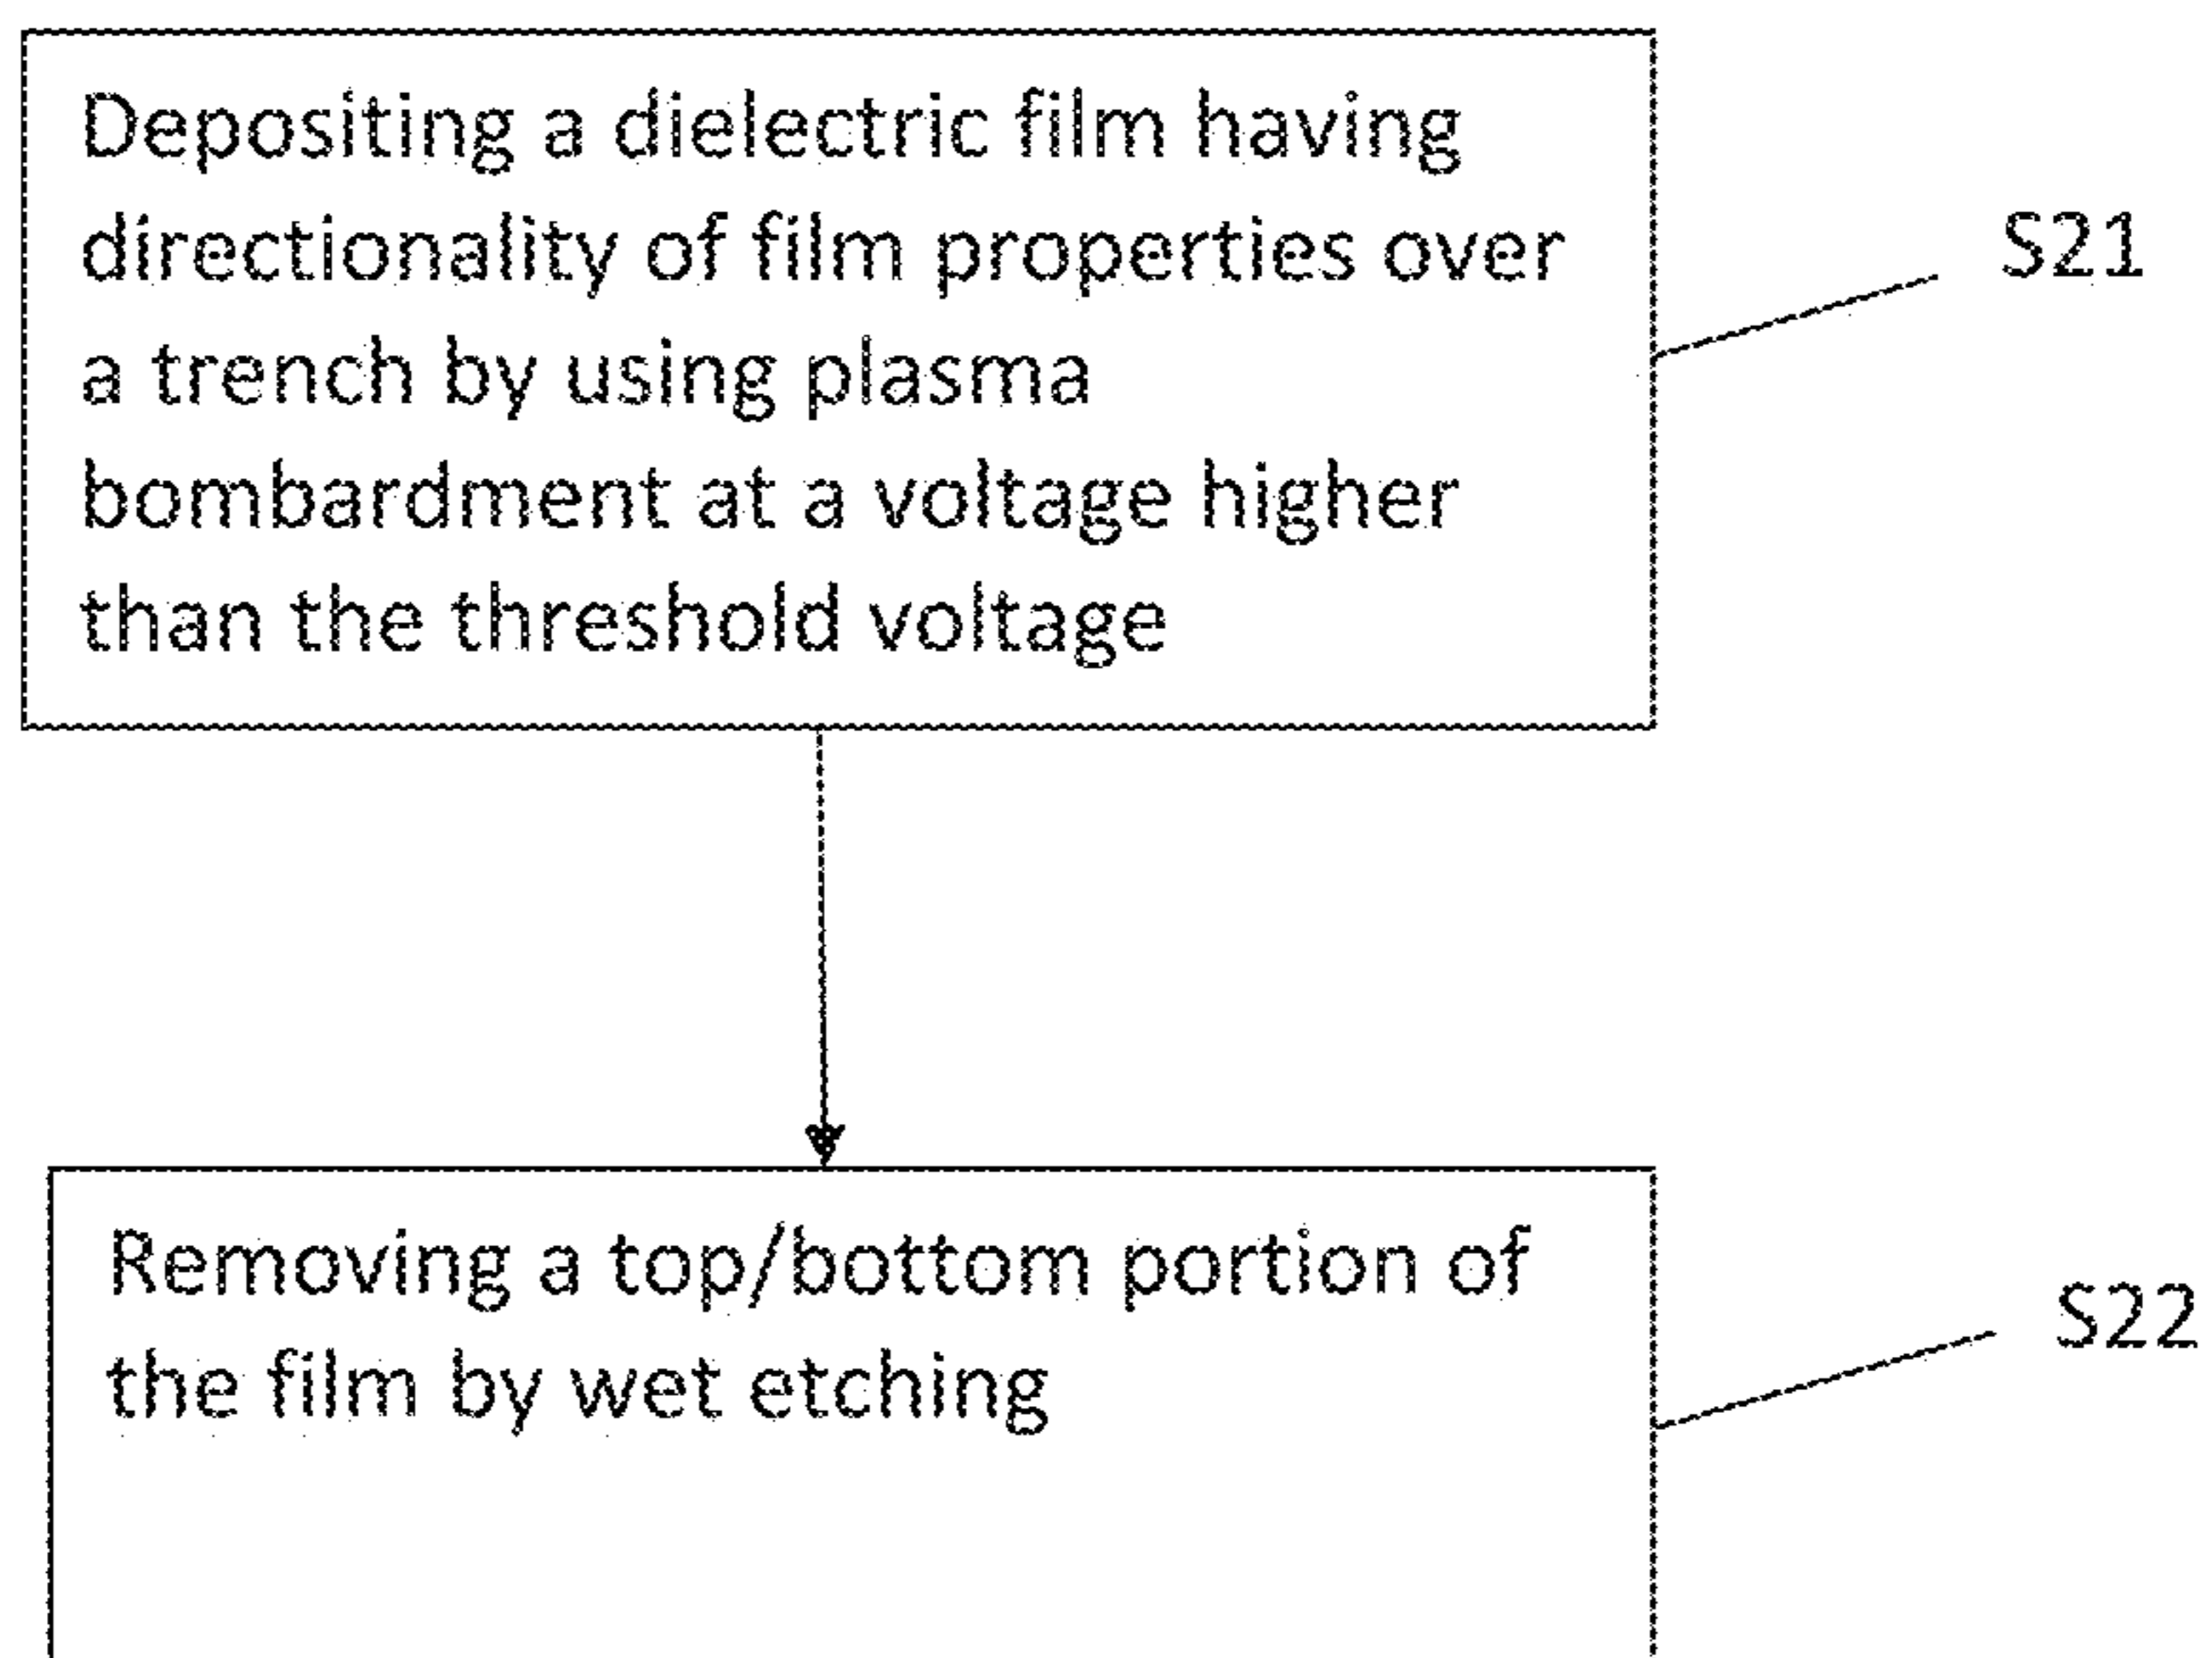 Depositing a dielectric film having
directionality of film properties over
a trench by using plasma
bombardment at a voltage higher
than the threshold voltage
S21
Removing a top/bottom portion of
the film by wet etching
S22